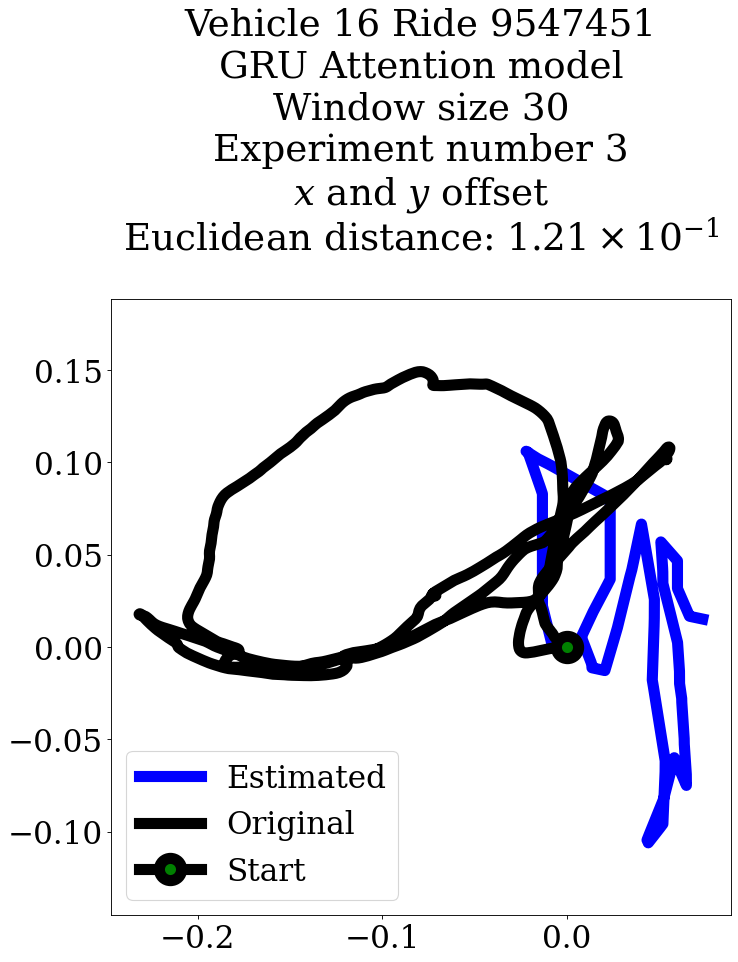 Vehicle 16 Ride 9547451
GRU Attention model
Window size 30
Experiment number 3
x and y offset
Euclidean distance: 1.21 × 10⁻¹
0.15
0.10
0.05
0.00
−0.05
−0.10
Estimated
Original
Start
−0.2
−0.1
0.0